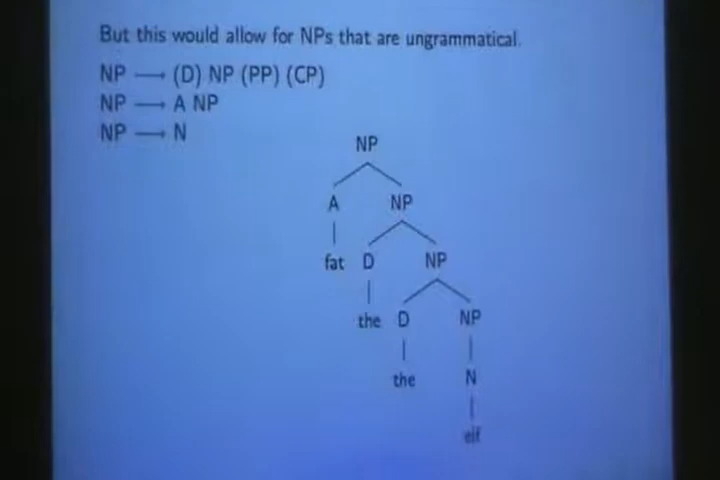 But this would allow for NPs that are ungrammatical.
NP → (D) NP (PP) (CP)
NP → A NP
NP → N
NP
A NP
fat D NP
the D NP
the N
elf